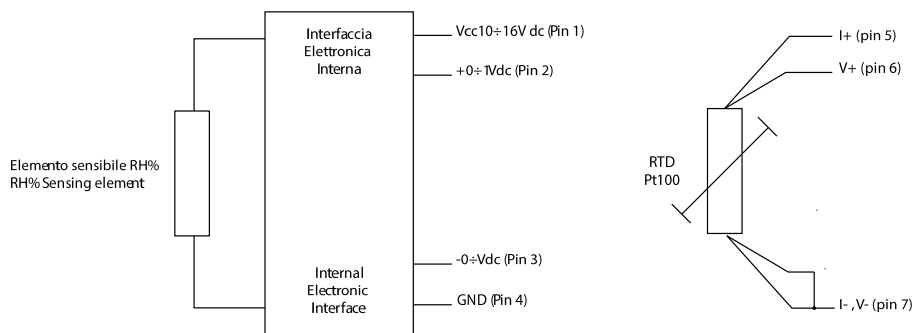 Interfaccia
Elettronica
Interna
Vcc10÷16V dc (Pin 1)
+0÷1Vdc (Pin 2)
Elemento sensibile RH%
RH% Sensing element
-0÷Vdc (Pin 3)
GND (Pin 4)
Internal
Electronic
Interface
I+ (pin 5)
V+ (pin 6)
RTD
Pt100
I- ,V- (pin 7)